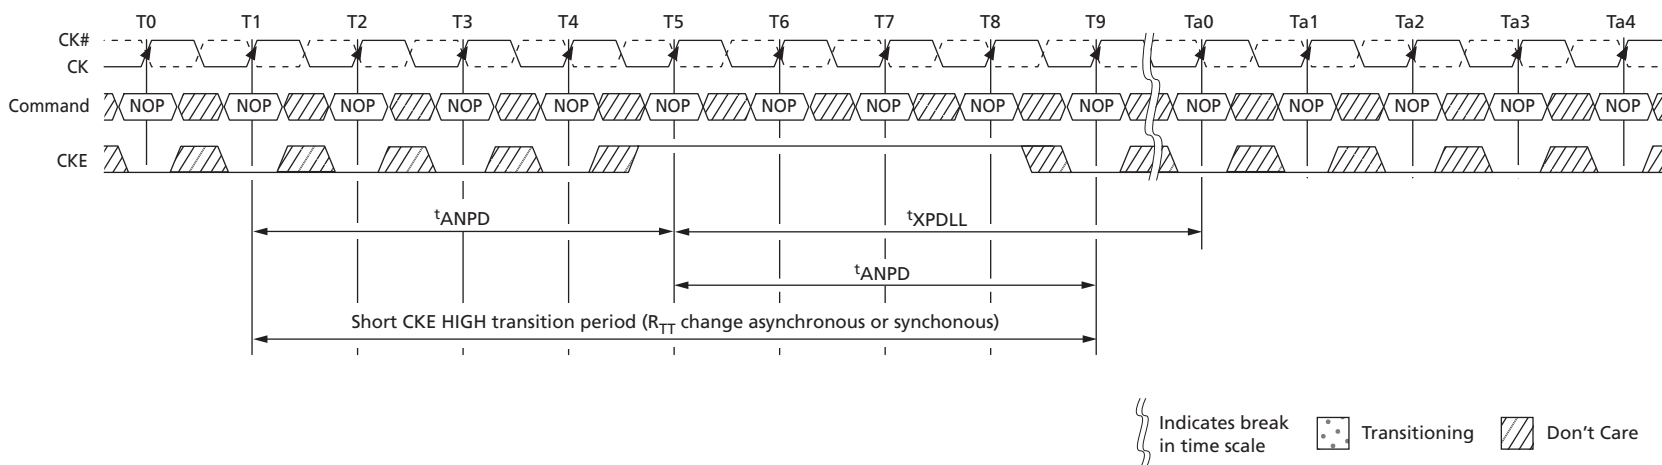 T0 T1 T2 T3 T4 T5 T6 T7 T8 T9 Ta0 Ta1 Ta2 Ta3 Ta4
CK#
CK
Command NOP NOP NOP NOP NOP NOP NOP NOP NOP NOP NOP NOP NOP NOP NOP
CKE
tANPD tXPDLL
tANPD
Short CKE HIGH transition period (RTT change asynchronous or synchonous)
Indicates break
in time scale
Transitioning
Don't Care